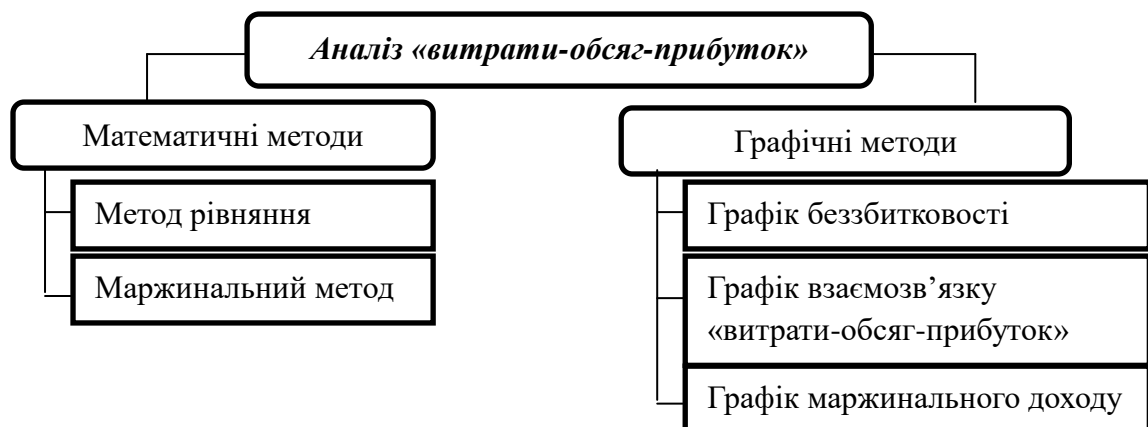 Аналіз «витрати-обсяг-прибуток»
Математичні методи
Метод рівняння
Маржинальний метод
Графічні методи
Графік беззбитковості
Графік взаємозв’язку
«витрати-обсяг-прибуток»
Графік маржинального доходу